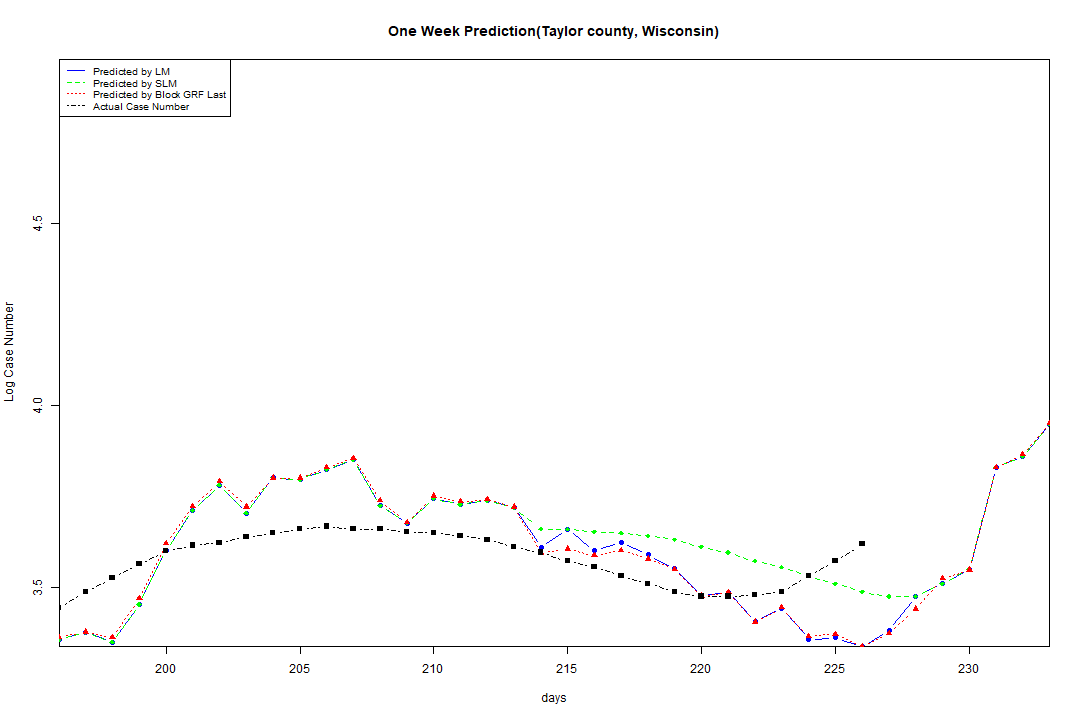 One Week Prediction(Taylor county, Wisconsin)
Predicted by LM
Predicted by SLM
Predicted by Block GRF Last
Actual Case Number
4.5
4.0
3.5
Log Case Number
200 205 210 215 220 225 230
days